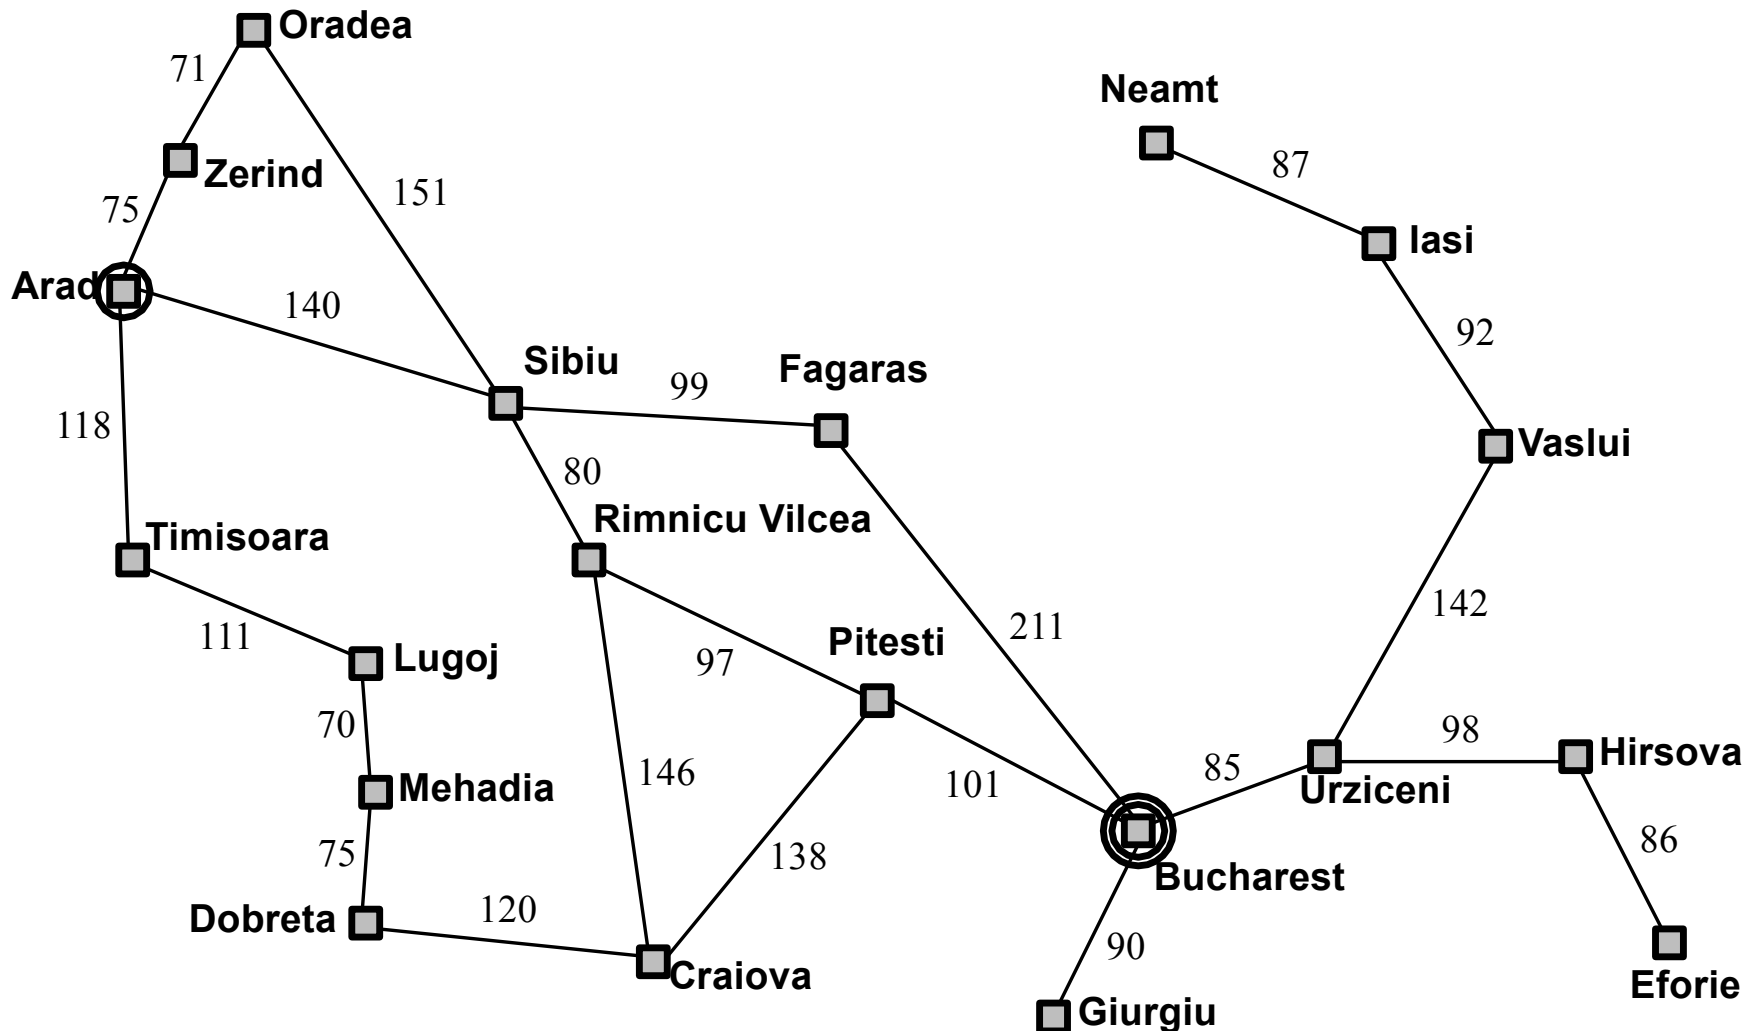 Oradea
71
Neamt
87
Zerind
151
75
Iasi
Arad
140
92
Sibiu
Fagaras
99
118
Vaslui
80
Rimnicu Vilcea
Timisoara
142
211
111
Pitesti
Lugoj
97
70
98
Hirsova
146
85
Mehadia
101
Urziceni
86
75
138
Bucharest
Dobreta
120
90
Craiova
Eforie
Giurgiu